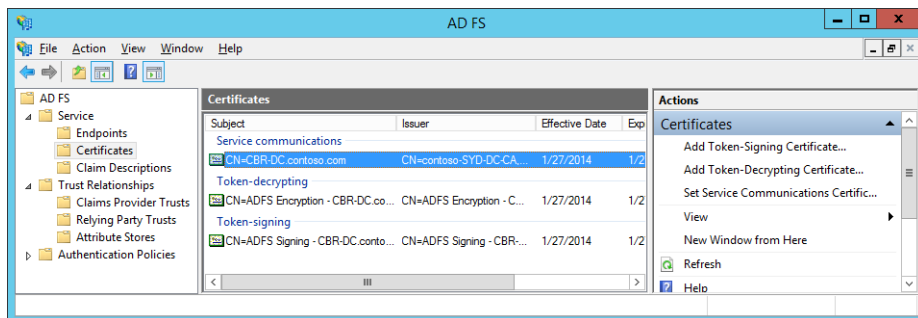 AD FS
File Action View Window Help
AD FS
Service
Endpoints
Certificates
Claim Descriptions
Trust Relationships
Claims Provider Trusts
Relying Party Trusts
Attribute Stores
Authentication Policies
Certificates
Subject Issuer Effective Date Exp
Service communications
CN=CBR-DC.contoso.com CN=contoso-SYD-DC-CA,... 1/27/2014 1/2
Token-decrypting
CN=ADFS Encryption - CBR-DC.co... CN=ADFS Encryption - C... 1/27/2014 1/2
Token-signing
CN=ADFS Signing - CBR-DC.conto... CN=ADFS Signing - CBR-... 1/27/2014 1/2
Actions
Certificates
Add Token-Signing Certificate...
Add Token-Decrypting Certificate...
Set Service Communications Certific...
View
New Window from Here
Refresh
Help